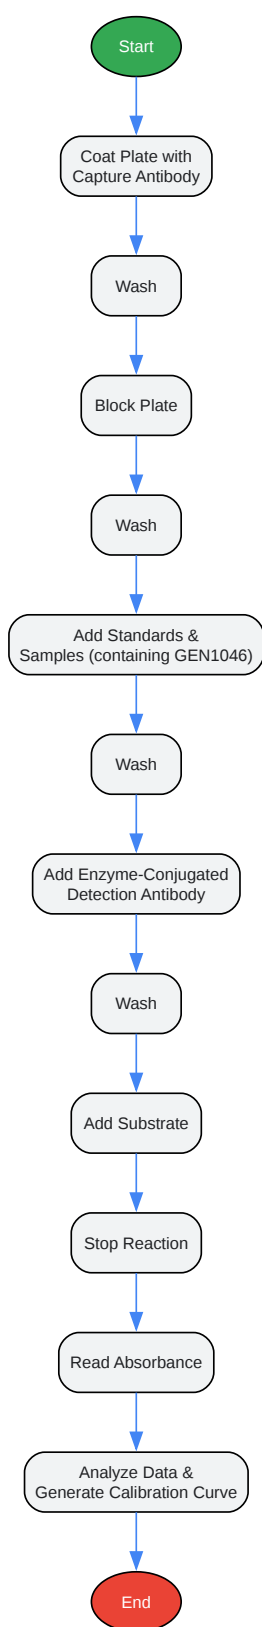 Start
Coat Plate with
Capture Antibody
Wash
Block Plate
Wash
Add Standards &
Samples (containing GEN1046)
Wash
Add Enzyme-Conjugated
Detection Antibody
Wash
Add Substrate
Stop Reaction
Read Absorbance
Analyze Data &
Generate Calibration Curve
End